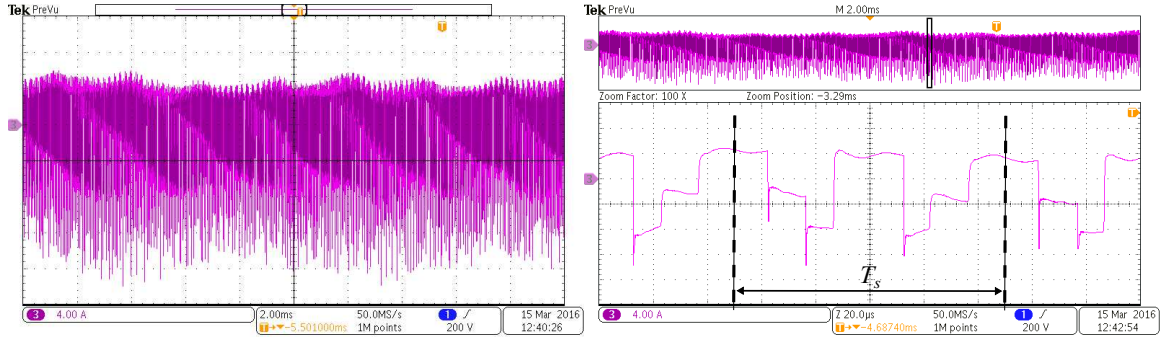 Tek PreVu
T
T
3
3 4.00 A
2.00ms
T→▼−5.501000ms
50.0MS/s
1M points
1 ∫
200 V
15 Mar 2016
12:40:26
Tek PreVu M 2.00ms
T
3
Zoom Factor: 100 X Zoom Position: −3.29ms
T
3
Ts
3 4.00 A
Z 20.0µs
T→▼−4.68740ms
50.0MS/s
1M points
1 ∫
200 V
15 Mar 2016
12:42:54